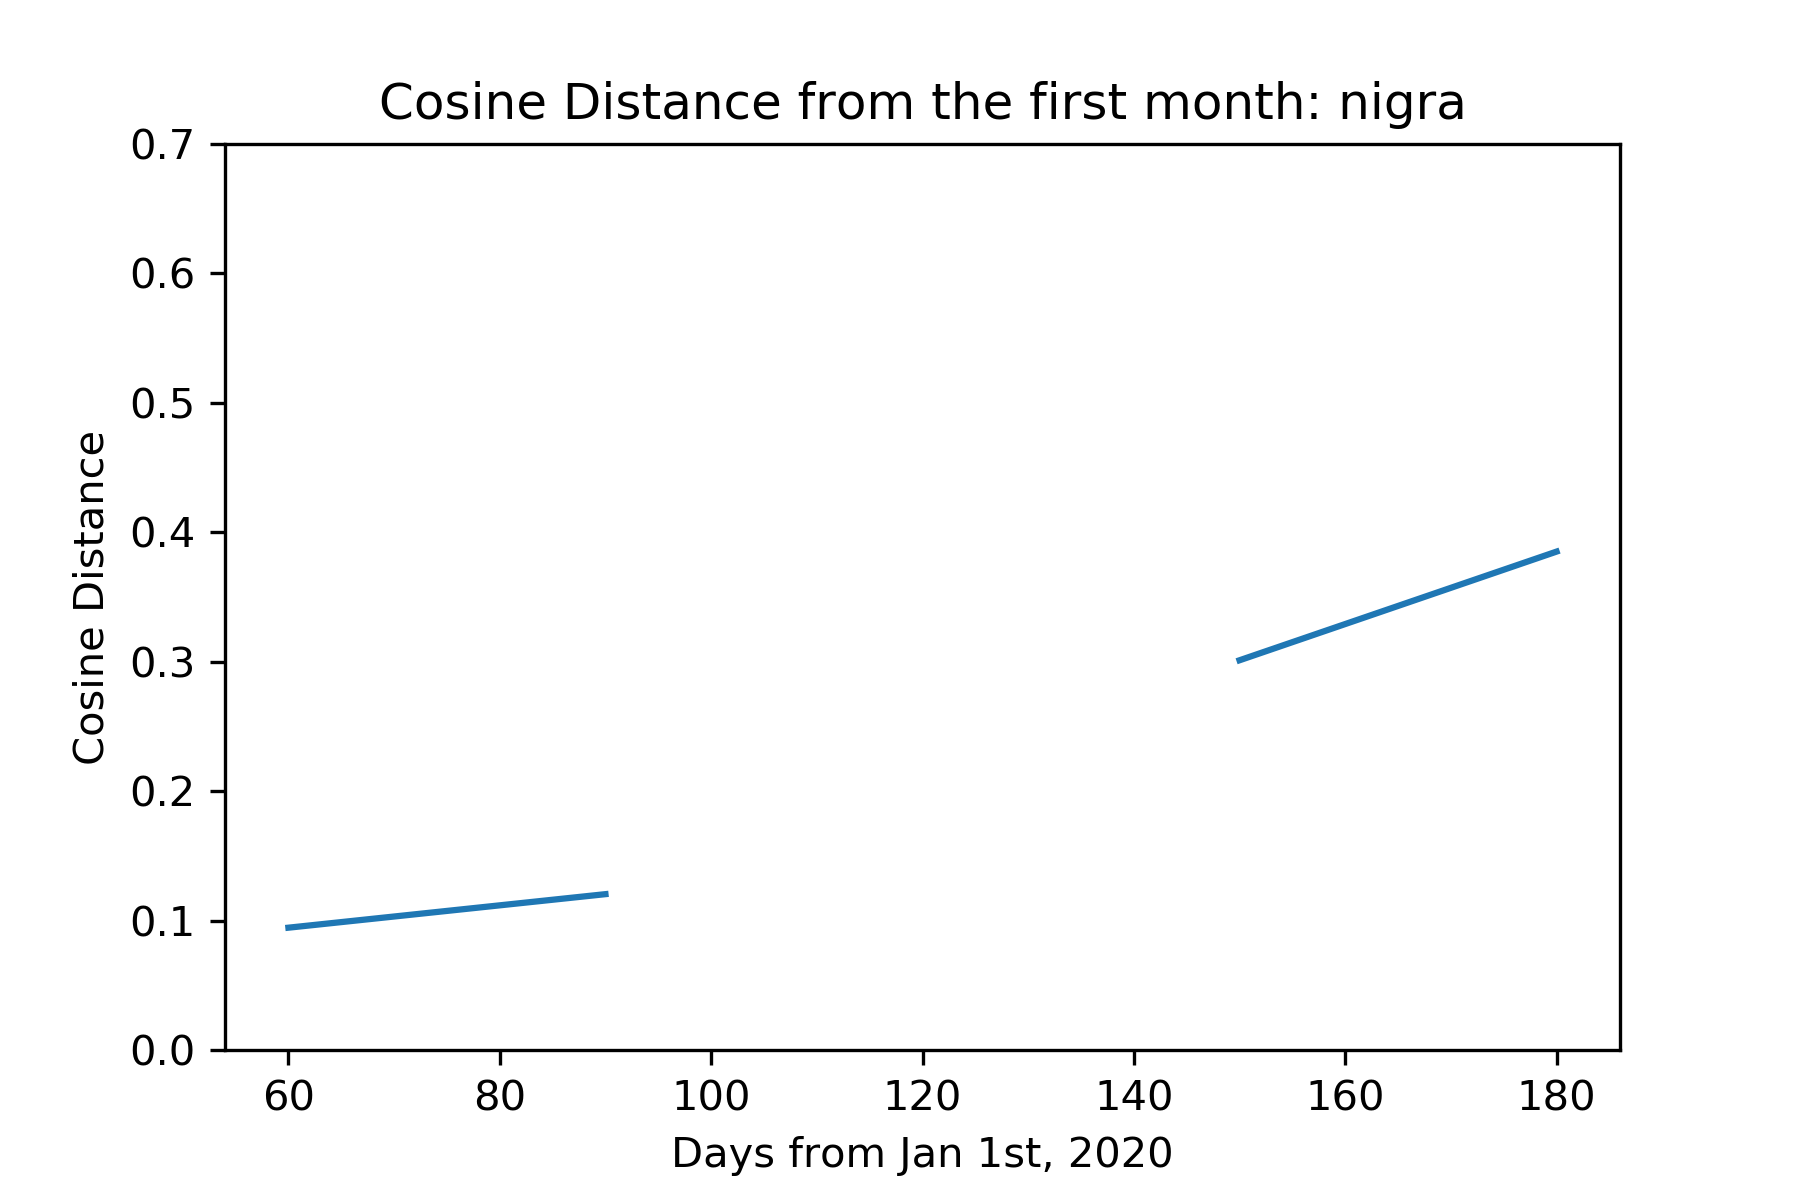 Cosine Distance from the first month: nigra
0.7
0.6
0.5
0.4
0.3
0.2
0.1
0.0
Cosine Distance
60 80 100 120 140 160 180
Days from Jan 1st, 2020